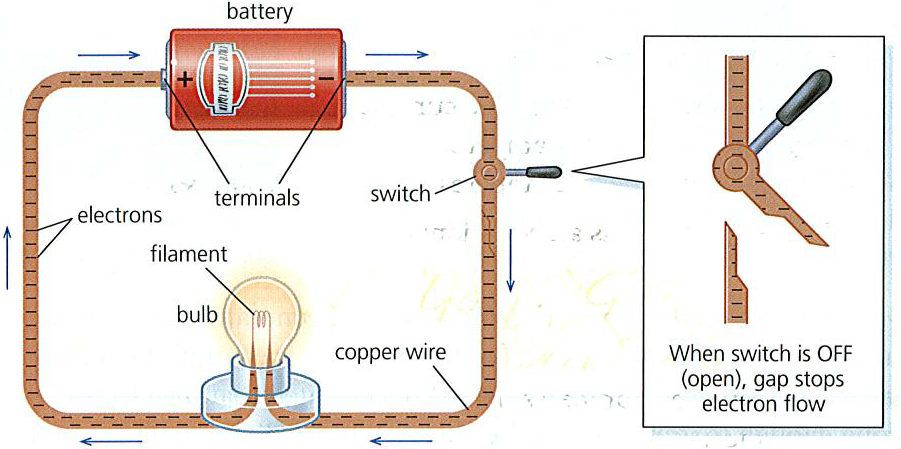 battery
+
−
terminals
switch
electrons
filament
bulb
copper wire
When switch is OFF
(open), gap stops
electron flow